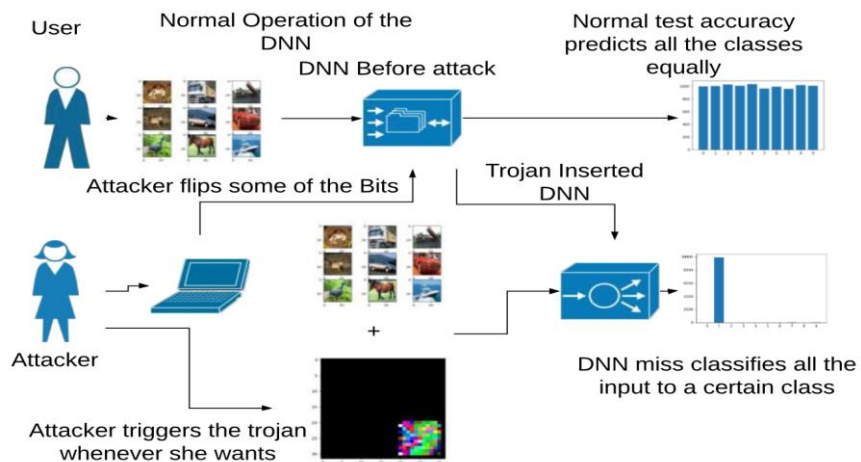 User
Normal Operation of the
DNN
DNN Before attack
Normal test accuracy
predicts all the classes
equally
Attacker flips some of the Bits
Trojan Inserted
DNN
+
Attacker
DNN miss classifies all the
input to a certain class
Attacker triggers the trojan
whenever she wants